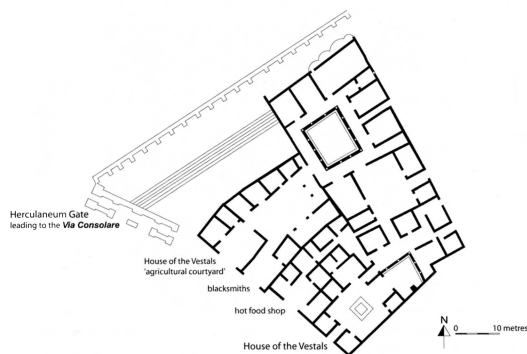 Herculaneum Gate
leading to the Via Consolare
House of the Vestals
'agricultural courtyard'
blacksmiths
hot food shop
House of the Vestals
N
0 10 metres